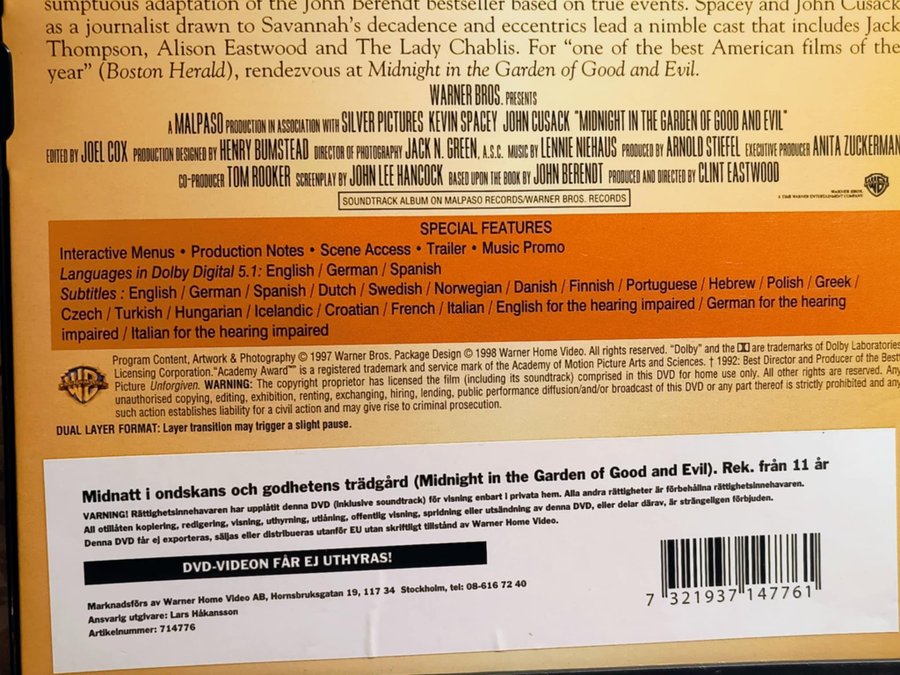 sumptuous adaptation of the John Berendt bestseller based on true events. Spacey and John Cusack
as a journalist drawn to Savannah's decadence and eccentrics lead a nimble cast that includes Jack
Thompson, Alison Eastwood and The Lady Chablis. For "one of the best American films of the
year" (Boston Herald), rendezvous at Midnight in the Garden of Good and Evil.
WARNER BROS. PRESENTS
A MALPASO PRODUCTION IN ASSOCIATION WITH SILVER PICTURES KEVIN SPACEY JOHN CUSACK "MIDNIGHT IN THE GARDEN OF GOOD AND EVIL"
EDITED BY JOEL COX PRODUCTION DESIGNED BY HENRY BUMSTEAD DIRECTOR OF PHOTOGRAPHY JACK N. GREEN, A.S.C. MUSIC BY LENNIE NIEHAUS PRODUCED BY ARNOLD STIEFEL EXECUTIVE PRODUCER ANITA ZUCKERMAN
CO-PRODUCER TOM ROOKER SCREENPLAY BY JOHN LEE HANCOCK BASED UPON THE BOOK BY JOHN BERENDT PRODUCED AND DIRECTED BY CLINT EASTWOOD
WARNER BROS.
A TIME WARNER ENTERTAINMENT COMPANY
SOUNDTRACK ALBUM ON MALPASO RECORDS/WARNER BROS. RECORDS
SPECIAL FEATURES
Interactive Menus • Production Notes • Scene Access • Trailer • Music Promo
Languages in Dolby Digital 5.1: English / German / Spanish
Subtitles : English / German / Spanish / Dutch / Swedish / Norwegian / Danish / Finnish / Portuguese / Hebrew / Polish / Greek /
Czech / Turkish / Hungarian / Icelandic / Croatian / French / Italian / English for the hearing impaired / German for the hearing
impaired / Italian for the hearing impaired
Program Content, Artwork & Photography © 1997 Warner Bros. Package Design © 1998 Warner Home Video. All rights reserved. "Dolby" and the are trademarks of Dolby Laboratories
Licensing Corporation. "Academy Award" is a registered trademark and service mark of the Academy of Motion Picture Arts and Sciences. † 1992: Best Director and Producer of the Best
Picture Unforgiven. WARNING: The copyright proprietor has licensed the film (including its soundtrack) comprised in this DVD for home use only. All other rights are reserved. Any
unauthorised copying, editing, exhibition, renting, exchanging, hiring, lending, public performance diffusion/and/or broadcast of this DVD or any part thereof is strictly prohibited and any
such action establishes liability for a civil action and may give rise to criminal prosecution.
DUAL LAYER FORMAT: Layer transition may trigger a slight pause.
Midnatt i ondskans och godhetens trädgård (Midnight in the Garden of Good and Evil). Rek. från 11 år
VARNING! Rättighetsinnehavaren har upplåtit denna DVD (inklusive soundtrack) för visning enbart i privata hem. Alla andra rättigheter är förbehållna rättighetsinnehavaren.
All otillåten kopiering, redigering, visning, uthyrning, utlåning, offentlig visning, spridning eller utsändning av denna DVD, eller delar därav, är strängeligen förbjuden.
Denna DVD får ej exporteras, säljas eller distribueras utanför EU utan skriftligt tillstånd av Warner Home Video.
DVD-VIDEON FÅR EJ UTHYRAS!
Marknadsförs av Warner Home Video AB, Hornsbruksgatan 19, 117 34 Stockholm, tel: 08-616 72 40
Ansvarig utgivare: Lars Håkansson
Artikelnummer: 714776
7 321937 147761